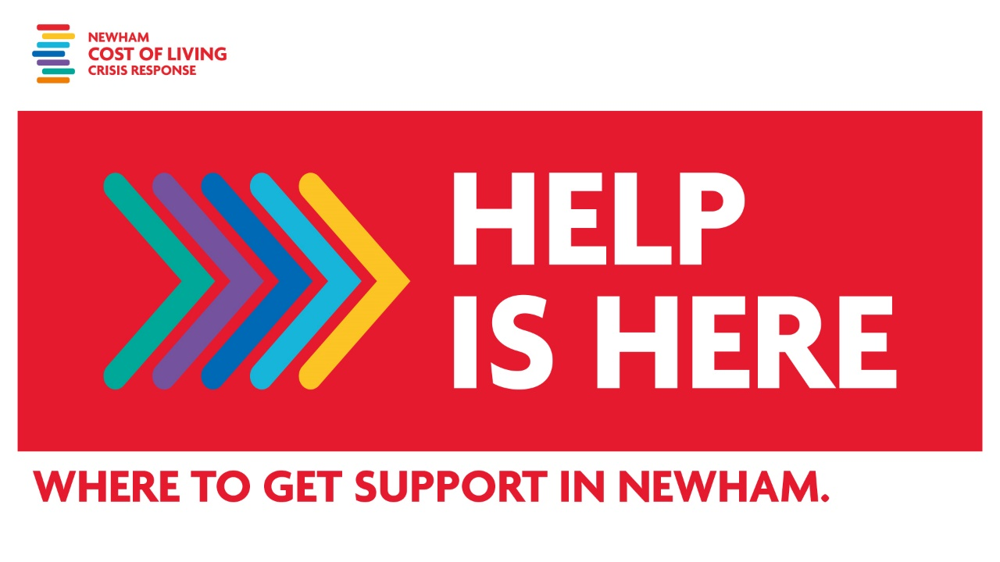 NEWHAM
COST OF LIVING
CRISIS RESPONSE
HELP
IS HERE
WHERE TO GET SUPPORT IN NEWHAM.